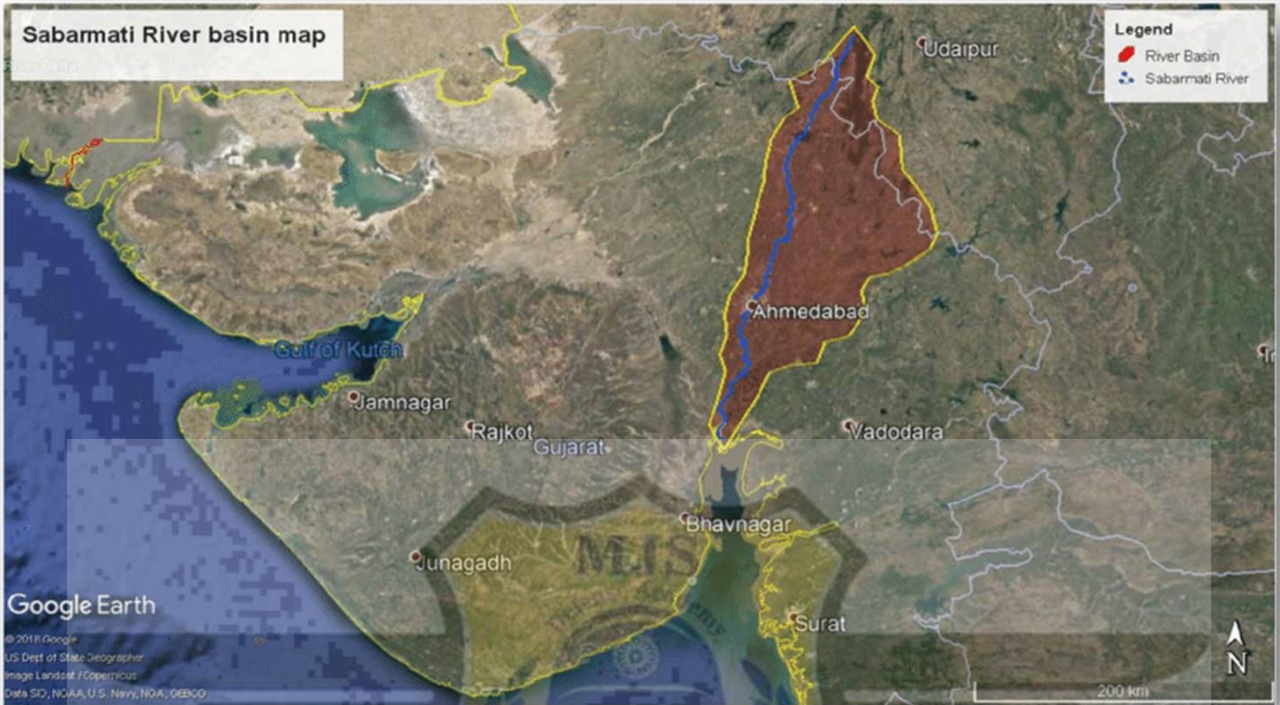 Sabarmati River basin map
Legend
River Basin
Sabarmati River
Udaipur
Ahmedabad
Gulf of Kutch
Jamnagar
Rajkot
Gujarat
Vadodara
Bhavnagar
MJS
Junagadh
Surat
Google Earth
© 2018 Google
US Dept of State Geographer
Image Landsat / Copernicus
Data SIO, NOAA, U.S. Navy, NGA, GEBCO
N
200 km